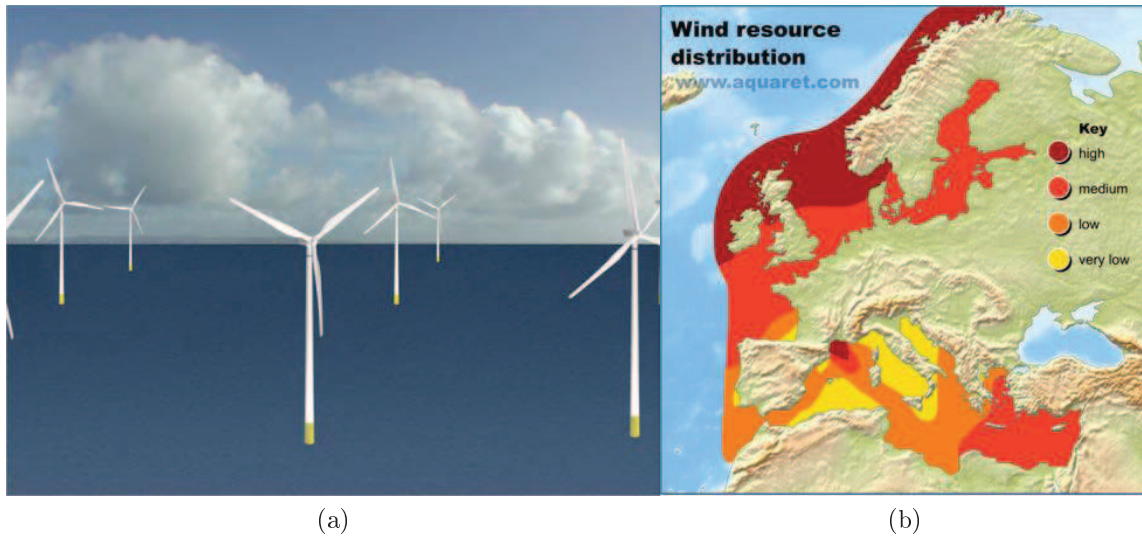 Wind resource
distribution
www.aquaret.com
Key
high
medium
low
very low
(a)
(b)